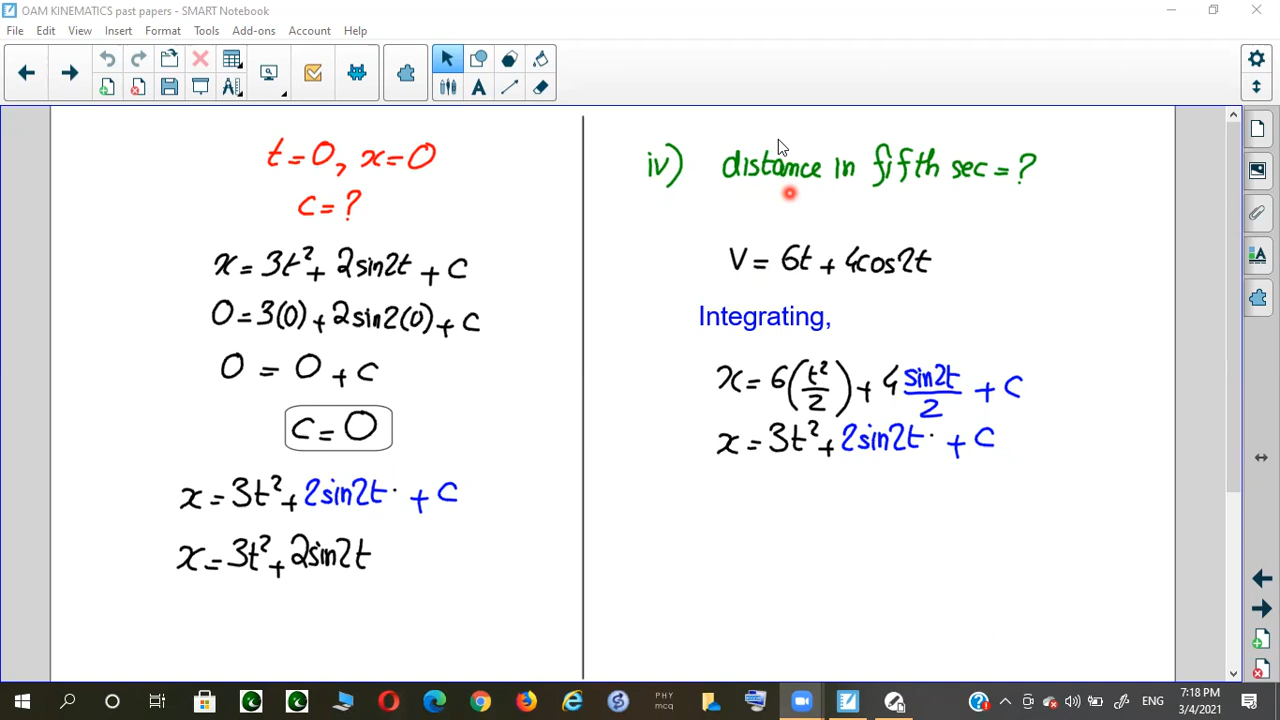 OAM KINEMATICS past papers - SMART Notebook
File Edit View Insert Format Tools Add-ons Account Help
t=0, x=0
c=?
x=3t²+2sin2t+c
0=3(0)+2sin2(0)+c
0 = 0+c
c=0
x=3t²+2sin2t· +c
x=3t²+2sin2t
iv) distance in fifth sec=?
V= 6t+4cos2t
Integrating,
x=6(t²/2)+4 sin2t/2 +c
x=3t²+2sin2t· +c
PHY
mcq
ENG
7:18 PM
3/4/2021